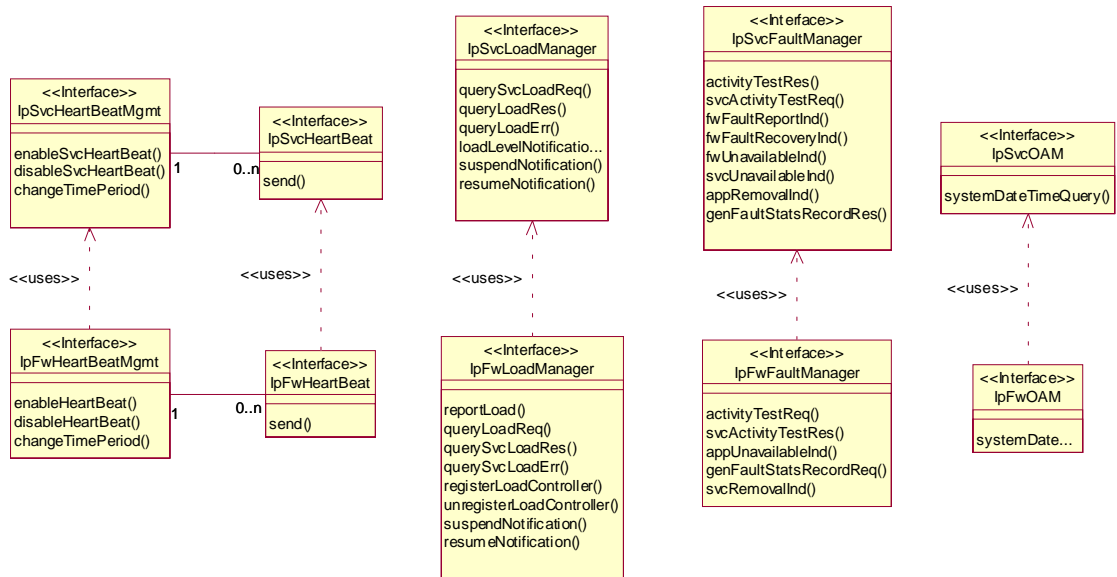 <<Interface>>
IpSvcHeartBeatMgmt
enableSvcHeartBeat()
disableSvcHeartBeat()
changeTimePeriod()
1
0..n
<<Interface>>
IpSvcHeartBeat
send()
<<Interface>>
IpSvcLoadManager
querySvcLoadReq()
queryLoadRes()
queryLoadErr()
loadLevelNotificatio...
suspendNotification()
resumeNotification()
<<Interface>>
IpSvcFaultManager
activityTestRes()
svcActivityTestReq()
fwFaultReportInd()
fwFaultRecoveryInd()
fwUnavailableInd()
svcUnavailableInd()
appRemovalInd()
genFaultStatsRecordRes()
<<Interface>>
IpSvcOAM
systemDateTimeQuery()
<<uses>>
<<uses>>
<<uses>>
<<uses>>
<<uses>>
<<Interface>>
IpFwHeartBeatMgmt
enableHeartBeat()
disableHeartBeat()
changeTimePeriod()
1
0..n
<<Interface>>
IpFwHeartBeat
send()
<<Interface>>
IpFwLoadManager
reportLoad()
queryLoadReq()
querySvcLoadRes()
querySvcLoadErr()
registerLoadController()
unregisterLoadController()
suspendNotification()
resumeNotification()
<<Interface>>
IpFwFaultManager
activityTestReq()
svcActivityTestRes()
appUnavailableInd()
genFaultStatsRecordReq()
svcRemovalInd()
<<Interface>>
IpFwOAM
systemDate...